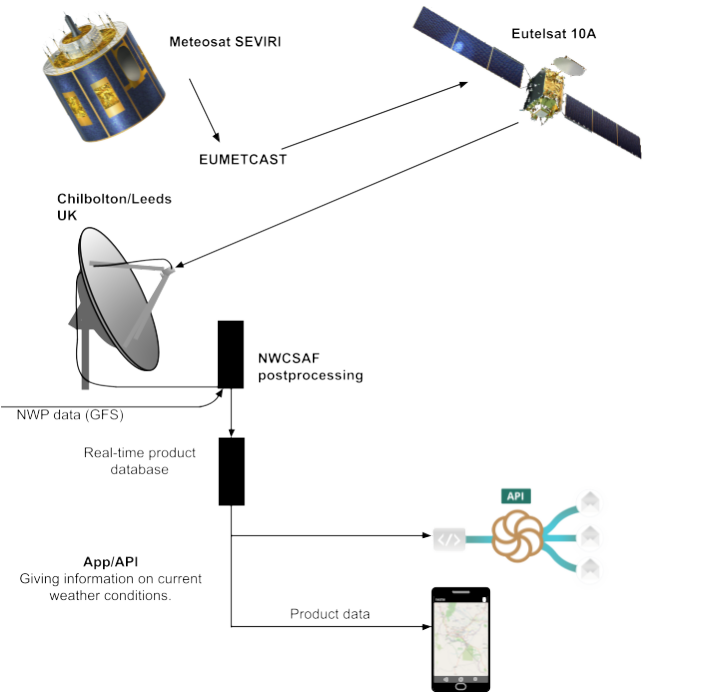 Meteosat SEVIRI
Eutelsat 10A
EUMETCAST
Chilbolton/Leeds
UK
NWCSAF
postprocessing
NWP data (GFS)
Real-time product
database
API
</>
App/API
Giving information on current
weather conditions.
Product data